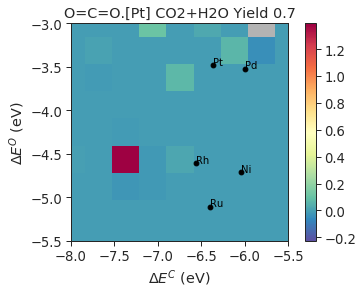 O=C=O.[Pt] CO2+H2O Yield 0.7
−3.0
−3.5
−4.0
−4.5
−5.0
−5.5
ΔE^O (eV)
Pt
Pd
Rh
Ni
Ru
−8.0 −7.5 −7.0 −6.5 −6.0 −5.5
ΔE^C (eV)
1.2
1.0
0.8
0.6
0.4
0.2
0.0
−0.2